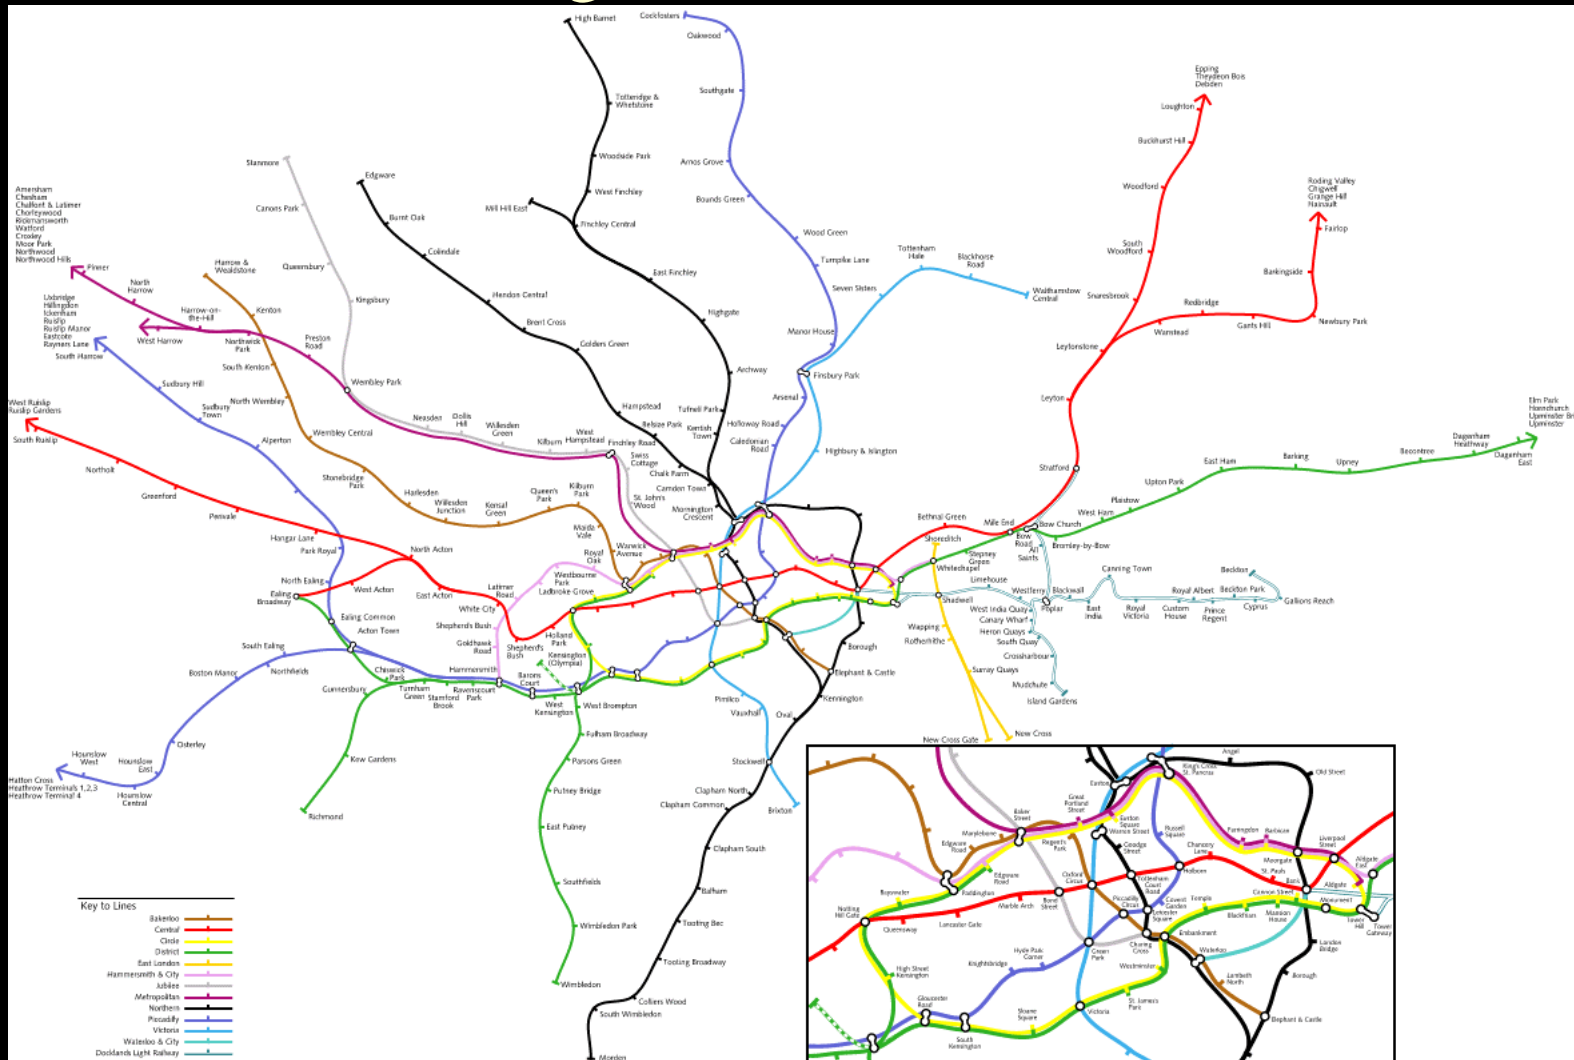 High Barnet
Cockfosters
Oakwood
Totteridge &
Whetstone
Southgate
Woodside Park
Arnos Grove
West Finchley
Bounds Green
Mill Hill East
Finchley Central
Wood Green
Turnpike Lane
East Finchley
Highgate
Manor House
Archway
Finsbury Park
Arsenal
Tufnell Park
Holloway Road
Kentish
Town
Caledonian
Road
Highbury & Islington
Tottenham
Hale
Blackhorse
Road
Seven Sisters
Walthamstow
Central
Epping
Theydeon Bois
Debden
Loughton
Buckhurst Hill
Woodford
South
Woodford
Snaresbrook
Roding Valley
Chigwell
Grange Hill
Hainault
Fairlop
Barkingside
Redbridge
Wanstead
Gants Hill
Newbury Park
Leytonstone
Leyton
Stratford
Elm Park
Hornchurch
Upminster Br
Upminster
Dagenham
Heathway
Dagenham
East
Becontree
Upney
Barking
East Ham
Upton Park
Plaistow
West Ham
Bromley-by-Bow
Bow Church
Mile End
Bow
Road
All
Saints
Bethnal Green
Shoreditch
Stepney
Green
Whitechapel
Shadwell
Limehouse
Westferry
Blackwall
Poplar
West India Quay
Canary Wharf
Heron Quays
South Quay
Crossharbour
Mudchute
Island Gardens
Canning Town
East
India
Royal
Victoria
Custom
House
Royal Albert
Prince
Regent
Beckton Park
Cyprus
Beckton
Gallions Reach
Wapping
Rotherhithe
Surray Quays
New Cross Gate
New Cross
Stanmore
Canons Park
Queensbury
Kingsbury
Wembley Park
Edgware
Burnt Oak
Colindale
Hendon Central
Brent Cross
Golders Green
Hampstead
Belsize Park
Chalk Farm
Camden Town
Mornington
Crescent
Amersham
Chesham
Chalfont & Latimer
Chorleywood
Rickmansworth
Watford
Croxley
Moor Park
Northwood
Northwood Hills
Pinner
North
Harrow
Harrow-on-
the-Hill
West Harrow
Northwick
Park
Preston
Road
Harrow &
Wealdstone
Kenton
South Kenton
North Wembley
Wembley Central
Stonebridge
Park
Harlesden
Willesden
Junction
Kensal
Green
Queen's
Park
Kilburn
Park
Maida
Vale
Warwick
Avenue
Neasden
Dollis
Hill
Willesden
Green
Kilburn
West
Hampstead
Finchley Road
Swiss
Cottage
St. John's
Wood
Uxbridge
Hillingdon
Ickenham
Ruislip
Ruislip Manor
Eastcote
Rayners Lane
South Harrow
Sudbury Hill
Sudbury
Town
Alperton
Park Royal
North Ealing
Ealing Common
Acton Town
West Ruislip
Ruislip Gardens
South Ruislip
Northolt
Greenford
Perivale
Hangar Lane
North Acton
West Acton
Ealing
Broadway
East Acton
White City
Shepherd's Bush
Latimer
Road
Royal
Oak
Westbourne
Park
Ladbroke Grove
Goldhawk
Road
Shepherd's
Bush
Holland
Park
Kensington
(Olympia)
Hammersmith
Barons
Court
West
Kensington
West Brompton
Chiswick
Park
Turnham
Green
Stamford
Brook
Ravenscourt
Park
Gunnersbury
Kew Gardens
Richmond
South Ealing
Northfields
Boston Manor
Osterley
Hounslow
East
Hounslow
Central
Hounslow
West
Hatton Cross
Heathrow Terminals 1,2,3
Heathrow Terminal 4
Fulham Broadway
Parsons Green
Putney Bridge
East Putney
Southfields
Wimbledon Park
Wimbledon
Pimlico
Vauxhall
Stockwell
Brixton
Borough
Elephant & Castle
Kennington
Oval
Clapham North
Clapham Common
Clapham South
Balham
Tooting Bec
Tooting Broadway
Colliers Wood
South Wimbledon
Morden
Key to Lines
Bakerloo
Central
Circle
District
East London
Hammersmith & City
Jubilee
Metropolitan
Northern
Piccadilly
Victoria
Waterloo & City
Docklands Light Railway
Angel
Old Street
King's Cross
St. Pancras
Euston
Great
Portland
Street
Euston
Square
Warren Street
Baker
Street
Marylebone
Regent's
Park
Goodge
Street
Russell
Square
Farringdon
Barbican
Liverpool
Street
Moorgate
Aldgate
East
Aldgate
Edgware
Road
Edgware
Road
Paddington
Bayswater
Notting
Hill Gate
Queensway
Lancaster Gate
Marble Arch
Bond
Street
Oxford
Circus
Tottenham
Court
Road
Holborn
Chancery
Lane
St. Pauls
Bank
Cannon Street
Monument
Tower
Hill
Tower
Gateway
Mansion
House
Blackfriars
Temple
Covent
Garden
Leicester
Square
Piccadilly
Circus
Charing
Cross
Embankment
Waterloo
Lambeth
North
London
Bridge
Borough
Elephant & Castle
Green
Park
Hyde Park
Corner
Knightsbridge
Westminster
St. James's
Park
Victoria
Sloane
Square
South
Kensington
Gloucester
Road
High Street
Kensington